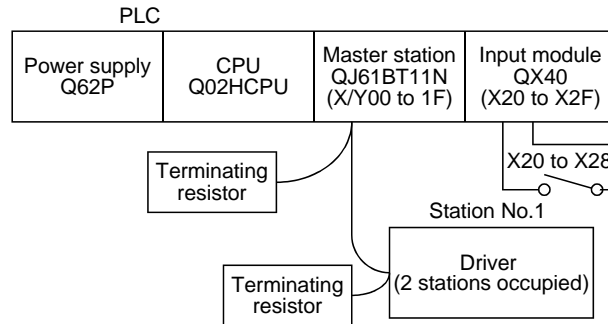 PLC
Power supply
Q62P
CPU
Q02HCPU
Master station
QJ61BT11N
(X/Y00 to 1F)
Input module
QX40
(X20 to X2F)
Terminating
resistor
X20 to X28
Station No.1
Driver
(2 stations occupied)
Terminating
resistor